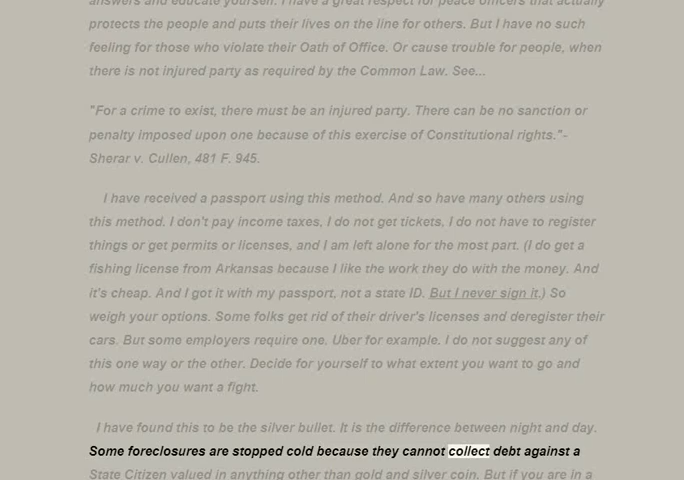 answers and educate yourself. I have a great respect for peace officers that actually
protects the people and puts their lives on the line for others. But I have no such
feeling for those who violate their Oath of Office. Or cause trouble for people, when
there is not injured party as required by the Common Law. See...
"For a crime to exist, there must be an injured party. There can be no sanction or
penalty imposed upon one because of this exercise of Constitutional rights."-
Sherar v. Cullen, 481 F. 945.
I have received a passport using this method. And so have many others using
this method. I don't pay income taxes, I do not get tickets, I do not have to register
things or get permits or licenses, and I am left alone for the most part. (I do get a
fishing license from Arkansas because I like the work they do with the money. And
it's cheap. And I got it with my passport, not a state ID. But I never sign it.) So
weigh your options. Some folks get rid of their driver's licenses and deregister their
cars. But some employers require one. Uber for example. I do not suggest any of
this one way or the other. Decide for yourself to what extent you want to go and
how much you want a fight.
I have found this to be the silver bullet. It is the difference between night and day.
Some foreclosures are stopped cold because they cannot collect debt against a
State Citizen valued in anything other than gold and silver coin. But if you are in a